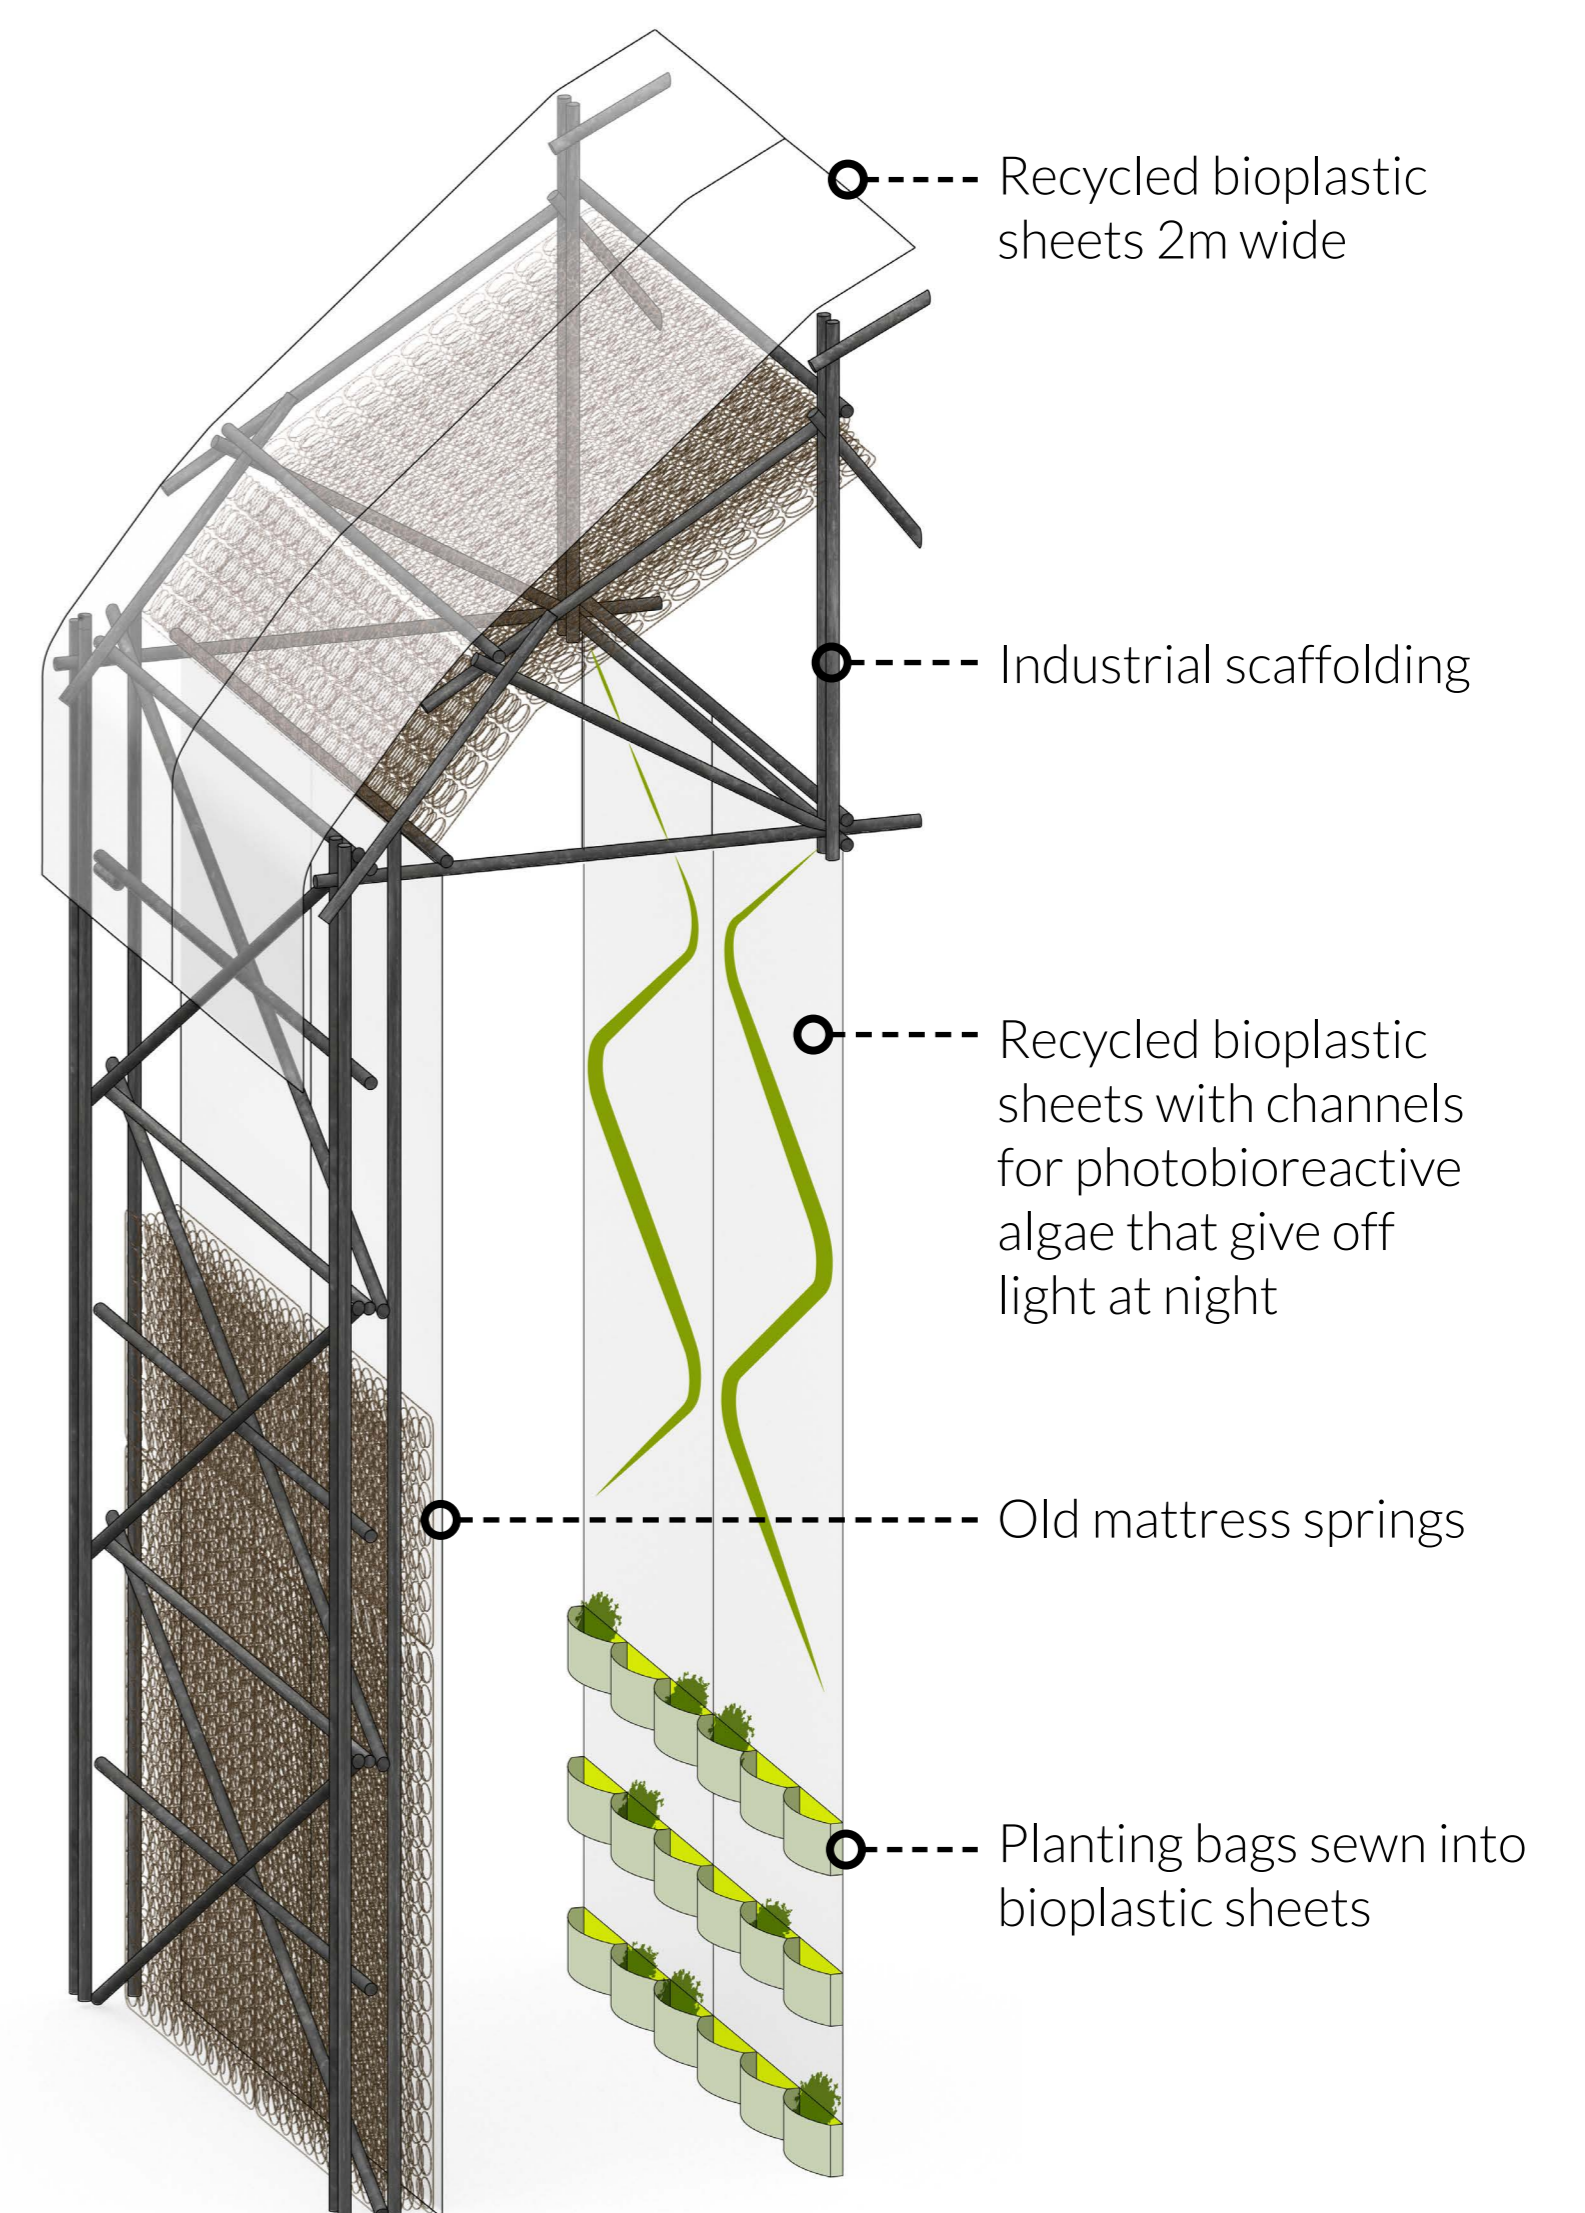 Recycled bioplastic
sheets 2m wide
Industrial scaffolding
Recycled bioplastic
sheets with channels
for photobioreactive
algae that give off
light at night
Old mattress springs
Planting bags sewn into
bioplastic sheets